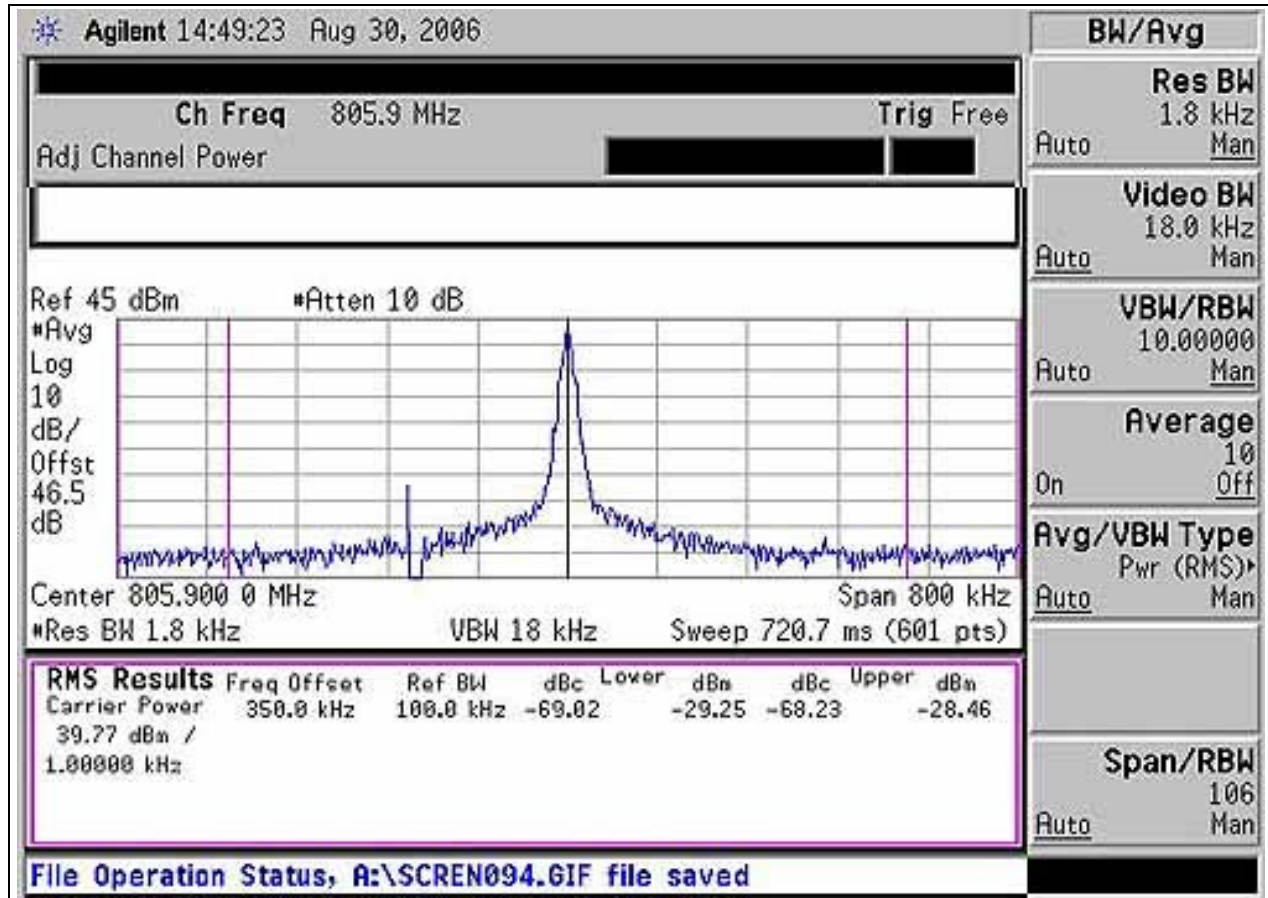 Agilent 14:49:23 Aug 30, 2006
BW/Avg
Ch Freq 805.9 MHz
Trig Free
Adj Channel Power
Ref 45 dBm
#Atten 10 dB
#Avg
Log
10
dB/
Offst
46.5
dB
Center 805.900 0 MHz
Span 800 kHz
#Res BW 1.8 kHz
VBW 18 kHz
Sweep 720.7 ms (601 pts)
RMS Results Freq Offset Ref BW dBc Lower dBm dBc Upper dBm
Carrier Power 350.0 kHz 100.0 kHz -69.02 -29.25 -68.23 -28.46
39.77 dBm /
1.00000 kHz
File Operation Status, A:\SCREN094.GIF file saved
Res BW
1.8 kHz
Auto Man
Video BW
18.0 kHz
Auto Man
VBW/RBW
10.00000
Auto Man
Average
10
On Off
Avg/VBW Type
Pwr (RMS)▸
Auto Man
Span/RBW
106
Auto Man